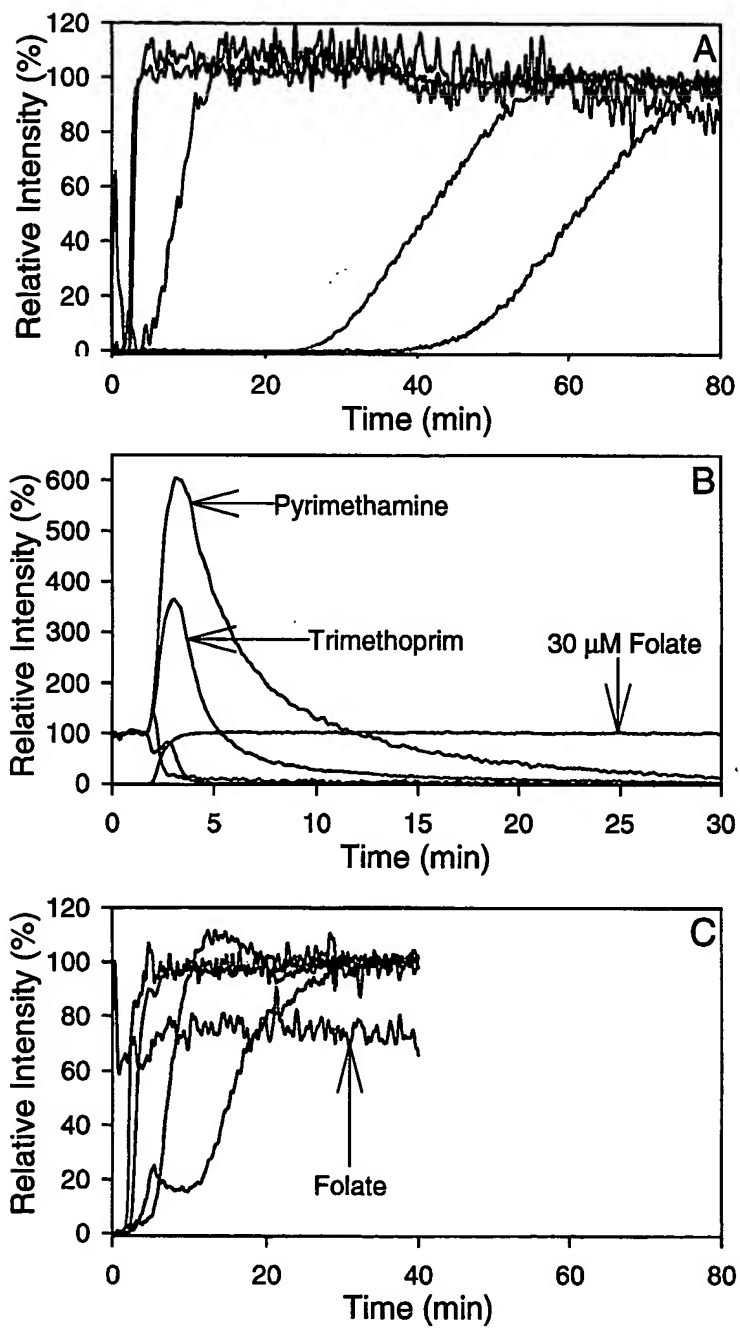 A
Relative Intensity (%)
120
100
80
60
40
20
0
0 20 40 60 80
Time (min)
B
Relative Intensity (%)
600
500
400
300
200
100
0
Pyrimethamine
Trimethoprim
30 μM Folate
0 5 10 15 20 25 30
Time (min)
C
Relative Intensity (%)
120
100
80
60
40
20
0
Folate
0 20 40 60 80
Time (min)